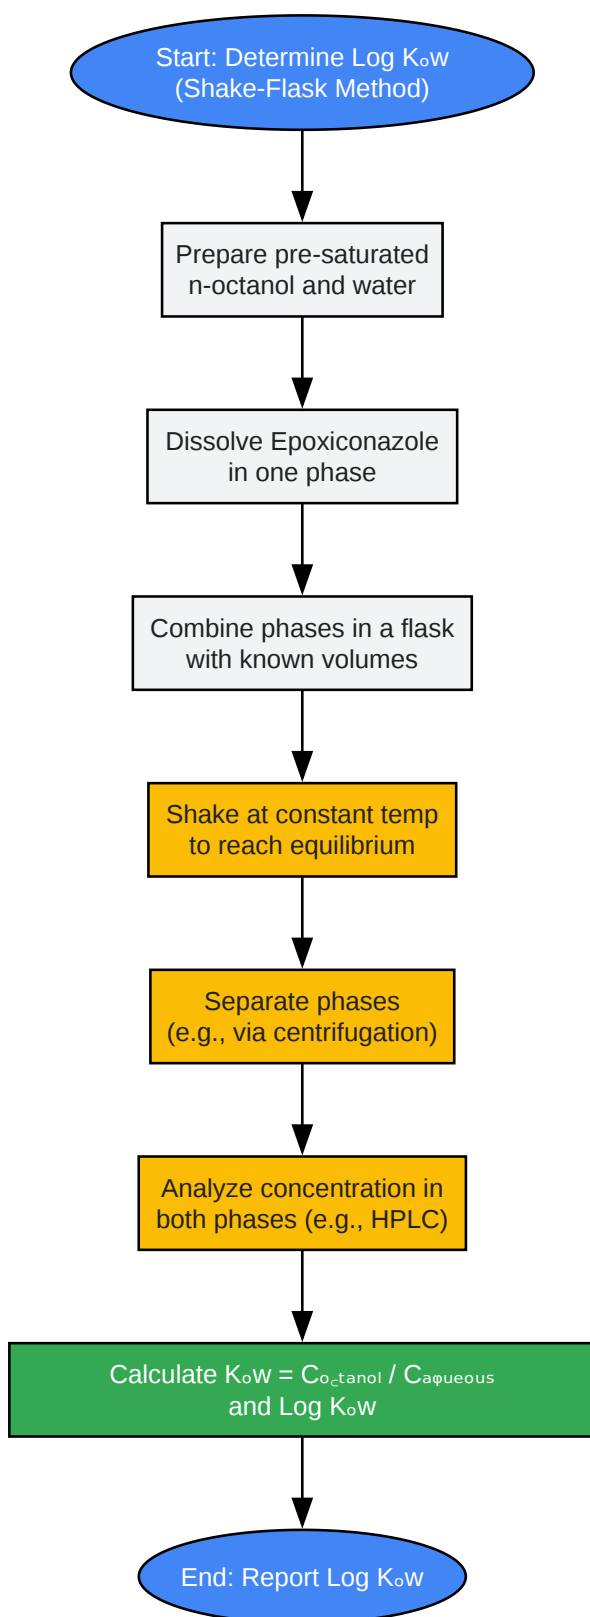 Start: Determine Log Kₒw
(Shake-Flask Method)
Prepare pre-saturated
n-octanol and water
Dissolve Epoxiconazole
in one phase
Combine phases in a flask
with known volumes
Shake at constant temp
to reach equilibrium
Separate phases
(e.g., via centrifugation)
Analyze concentration in
both phases (e.g., HPLC)
Calculate Kₒw = Cₒ꜀ₜₐₙₒₗ / Cₐᵩᵤₑₒᵤₛ
and Log Kₒw
End: Report Log Kₒw